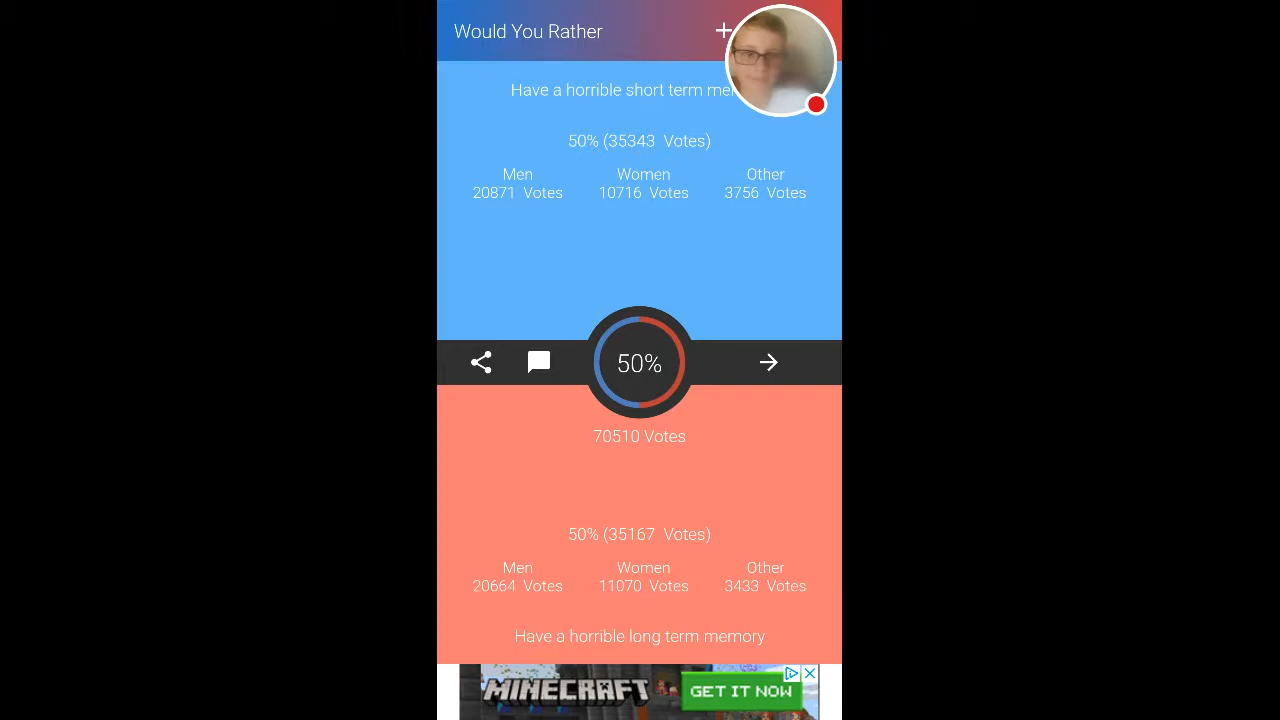 Would You Rather
Have a horrible short term
50% (35343 Votes)
Men Women Other
20871 Votes 10716 Votes 3756 Votes
50%
70510 Votes
50% (35167 Votes)
Men Women Other
20664 Votes 11070 Votes 3433 Votes
Have a horrible long term memory
MINECRAFT GET IT NOW